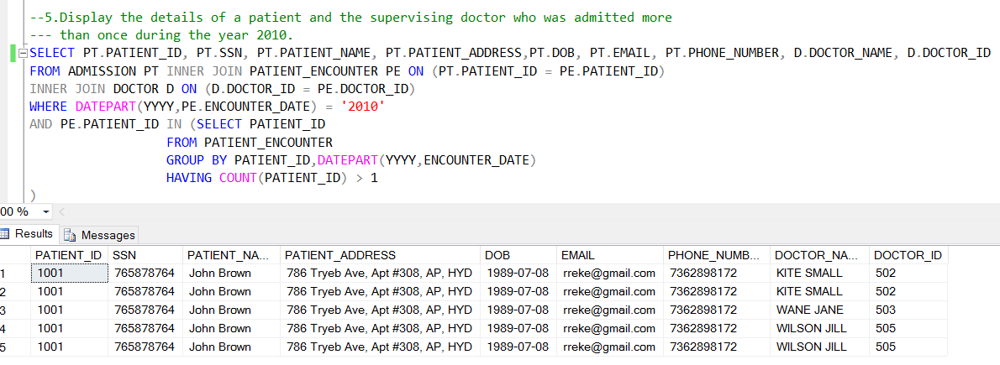 --5.Display the details of a patient and the supervising doctor who was admitted more
--- than once during the year 2010.
SELECT PT.PATIENT_ID, PT.SSN, PT.PATIENT_NAME, PT.PATIENT_ADDRESS,PT.DOB, PT.EMAIL, PT.PHONE_NUMBER, D.DOCTOR_NAME, D.DOCTOR_ID
FROM ADMISSION PT INNER JOIN PATIENT_ENCOUNTER PE ON (PT.PATIENT_ID = PE.PATIENT_ID)
INNER JOIN DOCTOR D ON (D.DOCTOR_ID = PE.DOCTOR_ID)
WHERE DATEPART(YYYY,PE.ENCOUNTER_DATE) = '2010'
AND PE.PATIENT_ID IN (SELECT PATIENT_ID
FROM PATIENT_ENCOUNTER
GROUP BY PATIENT_ID,DATEPART(YYYY,ENCOUNTER_DATE)
HAVING COUNT(PATIENT_ID) > 1
)
00 %
Results Messages
PATIENT_ID SSN PATIENT_NA... PATIENT_ADDRESS DOB EMAIL PHONE_NUMB... DOCTOR_NA... DOCTOR_ID
1 1001 765878764 John Brown 786 Tryeb Ave, Apt #308, AP, HYD 1989-07-08 rreke@gmail.com 7362898172 KITE SMALL 502
2 1001 765878764 John Brown 786 Tryeb Ave, Apt #308, AP, HYD 1989-07-08 rreke@gmail.com 7362898172 KITE SMALL 502
3 1001 765878764 John Brown 786 Tryeb Ave, Apt #308, AP, HYD 1989-07-08 rreke@gmail.com 7362898172 WANE JANE 503
4 1001 765878764 John Brown 786 Tryeb Ave, Apt #308, AP, HYD 1989-07-08 rreke@gmail.com 7362898172 WILSON JILL 505
5 1001 765878764 John Brown 786 Tryeb Ave, Apt #308, AP, HYD 1989-07-08 rreke@gmail.com 7362898172 WILSON JILL 505